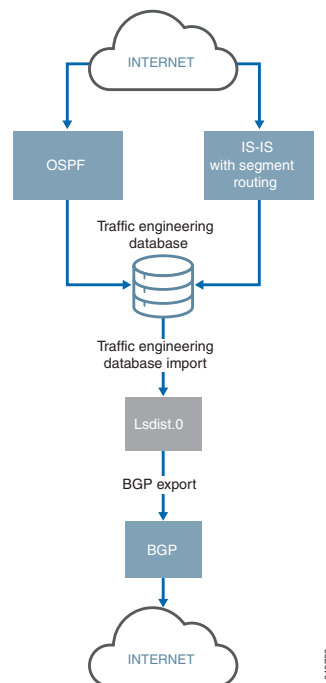 INTERNET
OSPF
IS-IS
with segment
routing
Traffic engineering
database
Traffic engineering
database import
Lsdist.0
BGP export
BGP
INTERNET